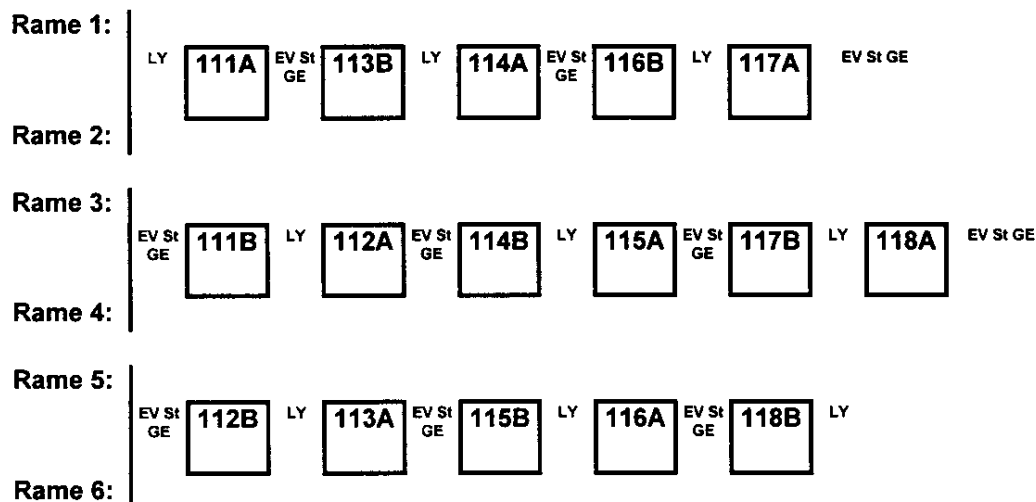 Rame 1:
LY 111A EV St GE 113B LY 114A EV St GE 116B LY 117A EV St GE
Rame 2:
Rame 3:
EV St GE 111B LY 112A EV St GE 114B LY 115A EV St GE 117B LY 118A EV St GE
Rame 4:
Rame 5:
EV St GE 112B LY 113A EV St GE 115B LY 116A EV St GE 118B LY
Rame 6: